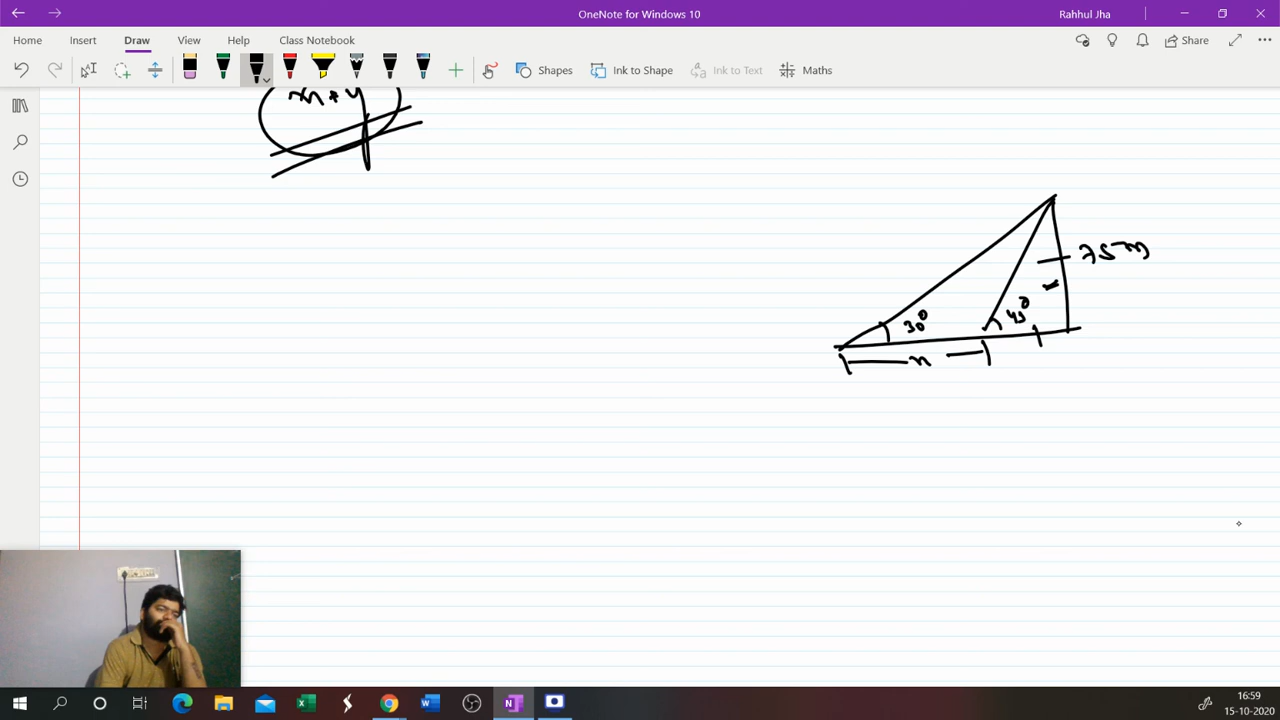 OneNote for Windows 10
Rahhul Jha
Home Insert Draw View Help Class Notebook
Share
Shapes Ink to Shape Ink to Text Maths
75m
30°
45°
n
16:59
15-10-2020